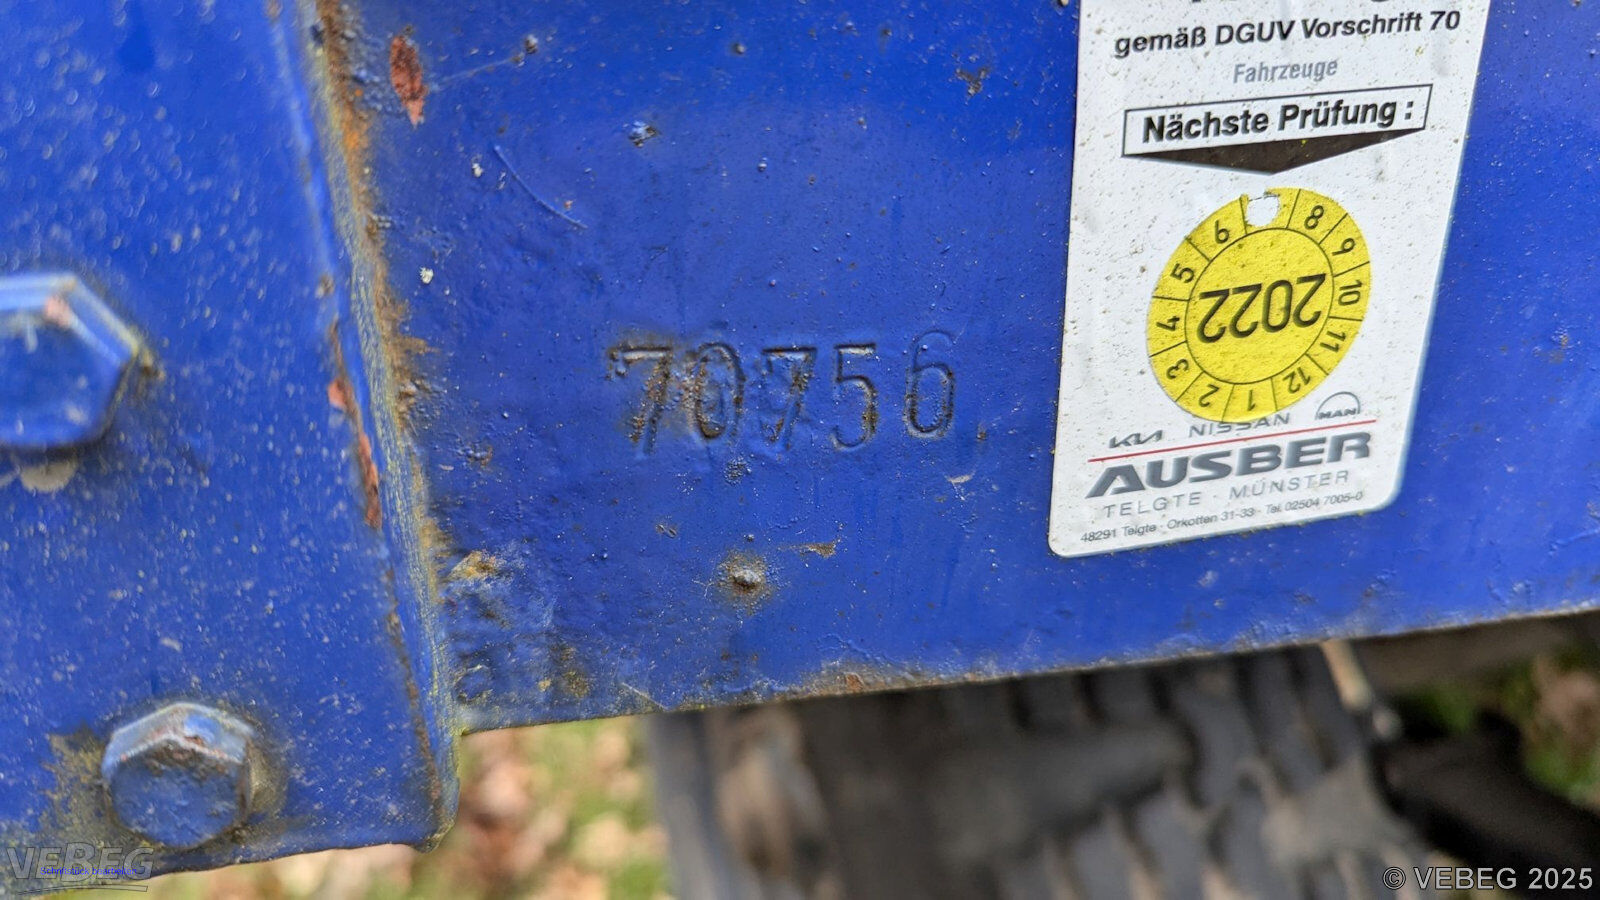 gemäß DGUV Vorschrift 70
Fahrzeuge
Nächste Prüfung :
6 8 9 10 11 12 1 2 3 4 5
2022
KIA NISSAN MAN
AUSBER
TELGTE · MÜNSTER
48291 Telgte · Orkotten 31-33 · Tel. 02504 7005-0
70756
VEBEG
Schriftstück bearbeiten
© VEBEG 2025